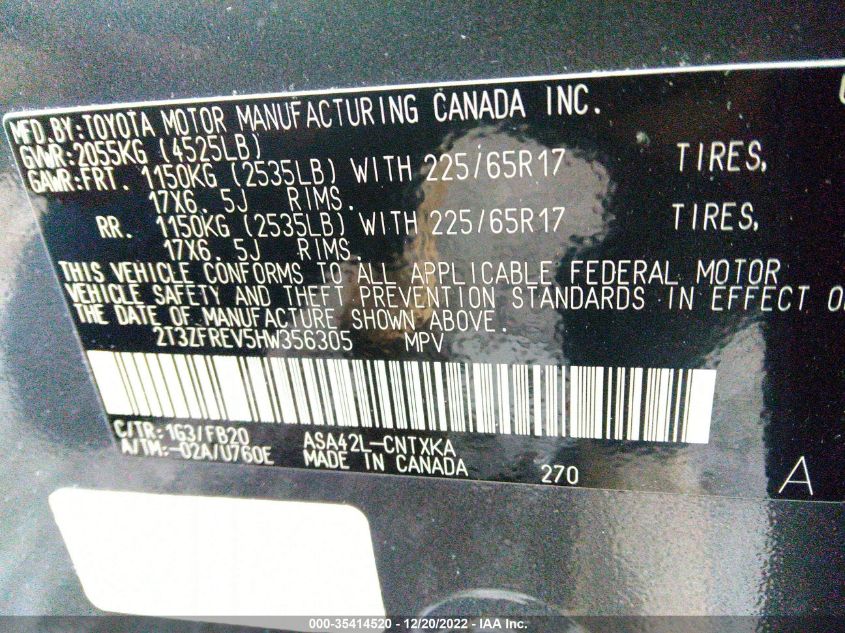 MFD.BY:TOYOTA MOTOR MANUFACTURING CANADA INC.
GVWR:2055KG (4525LB)
GAWR:FRT. 1150KG (2535LB) WITH 225/65R17 TIRES,
17X6.5J RIMS.
RR. 1150KG (2535LB) WITH 225/65R17 TIRES,
17X6.5J RIMS.
THIS VEHICLE CONFORMS TO ALL APPLICABLE FEDERAL MOTOR
VEHICLE SAFETY AND THEFT PREVENTION STANDARDS IN EFFECT
THE DATE OF MANUFACTURE SHOWN ABOVE.
2T3ZFREV5HW356305 MPV
C/TR:1G3/FB20 ASA42L-CNTXKA
A/TM:-02A/U760E MADE IN CANADA 270 A
000-35414520 - 12/20/2022 - IAA Inc.